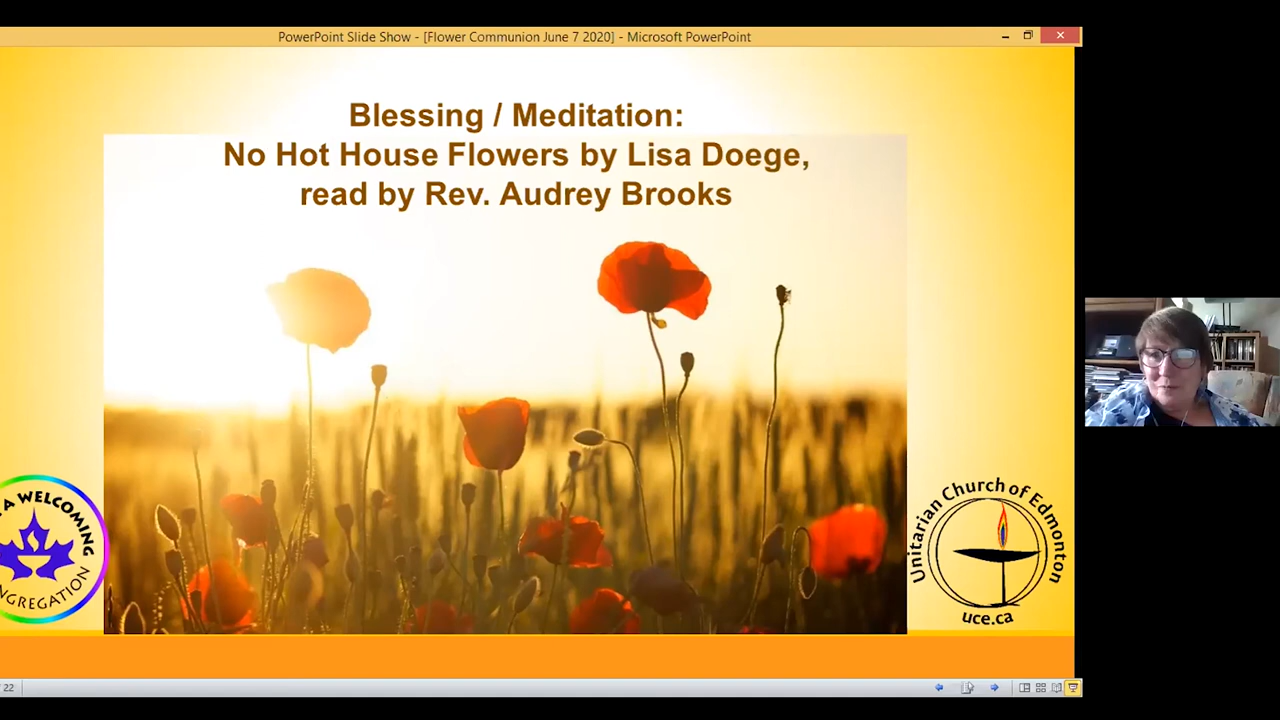 PowerPoint Slide Show - [Flower Communion June 7 2020] - Microsoft PowerPoint
Blessing / Meditation:
No Hot House Flowers by Lisa Doege,
read by Rev. Audrey Brooks
A WELCOMING
Unitarian Church of Edmonton
uce.ca
22